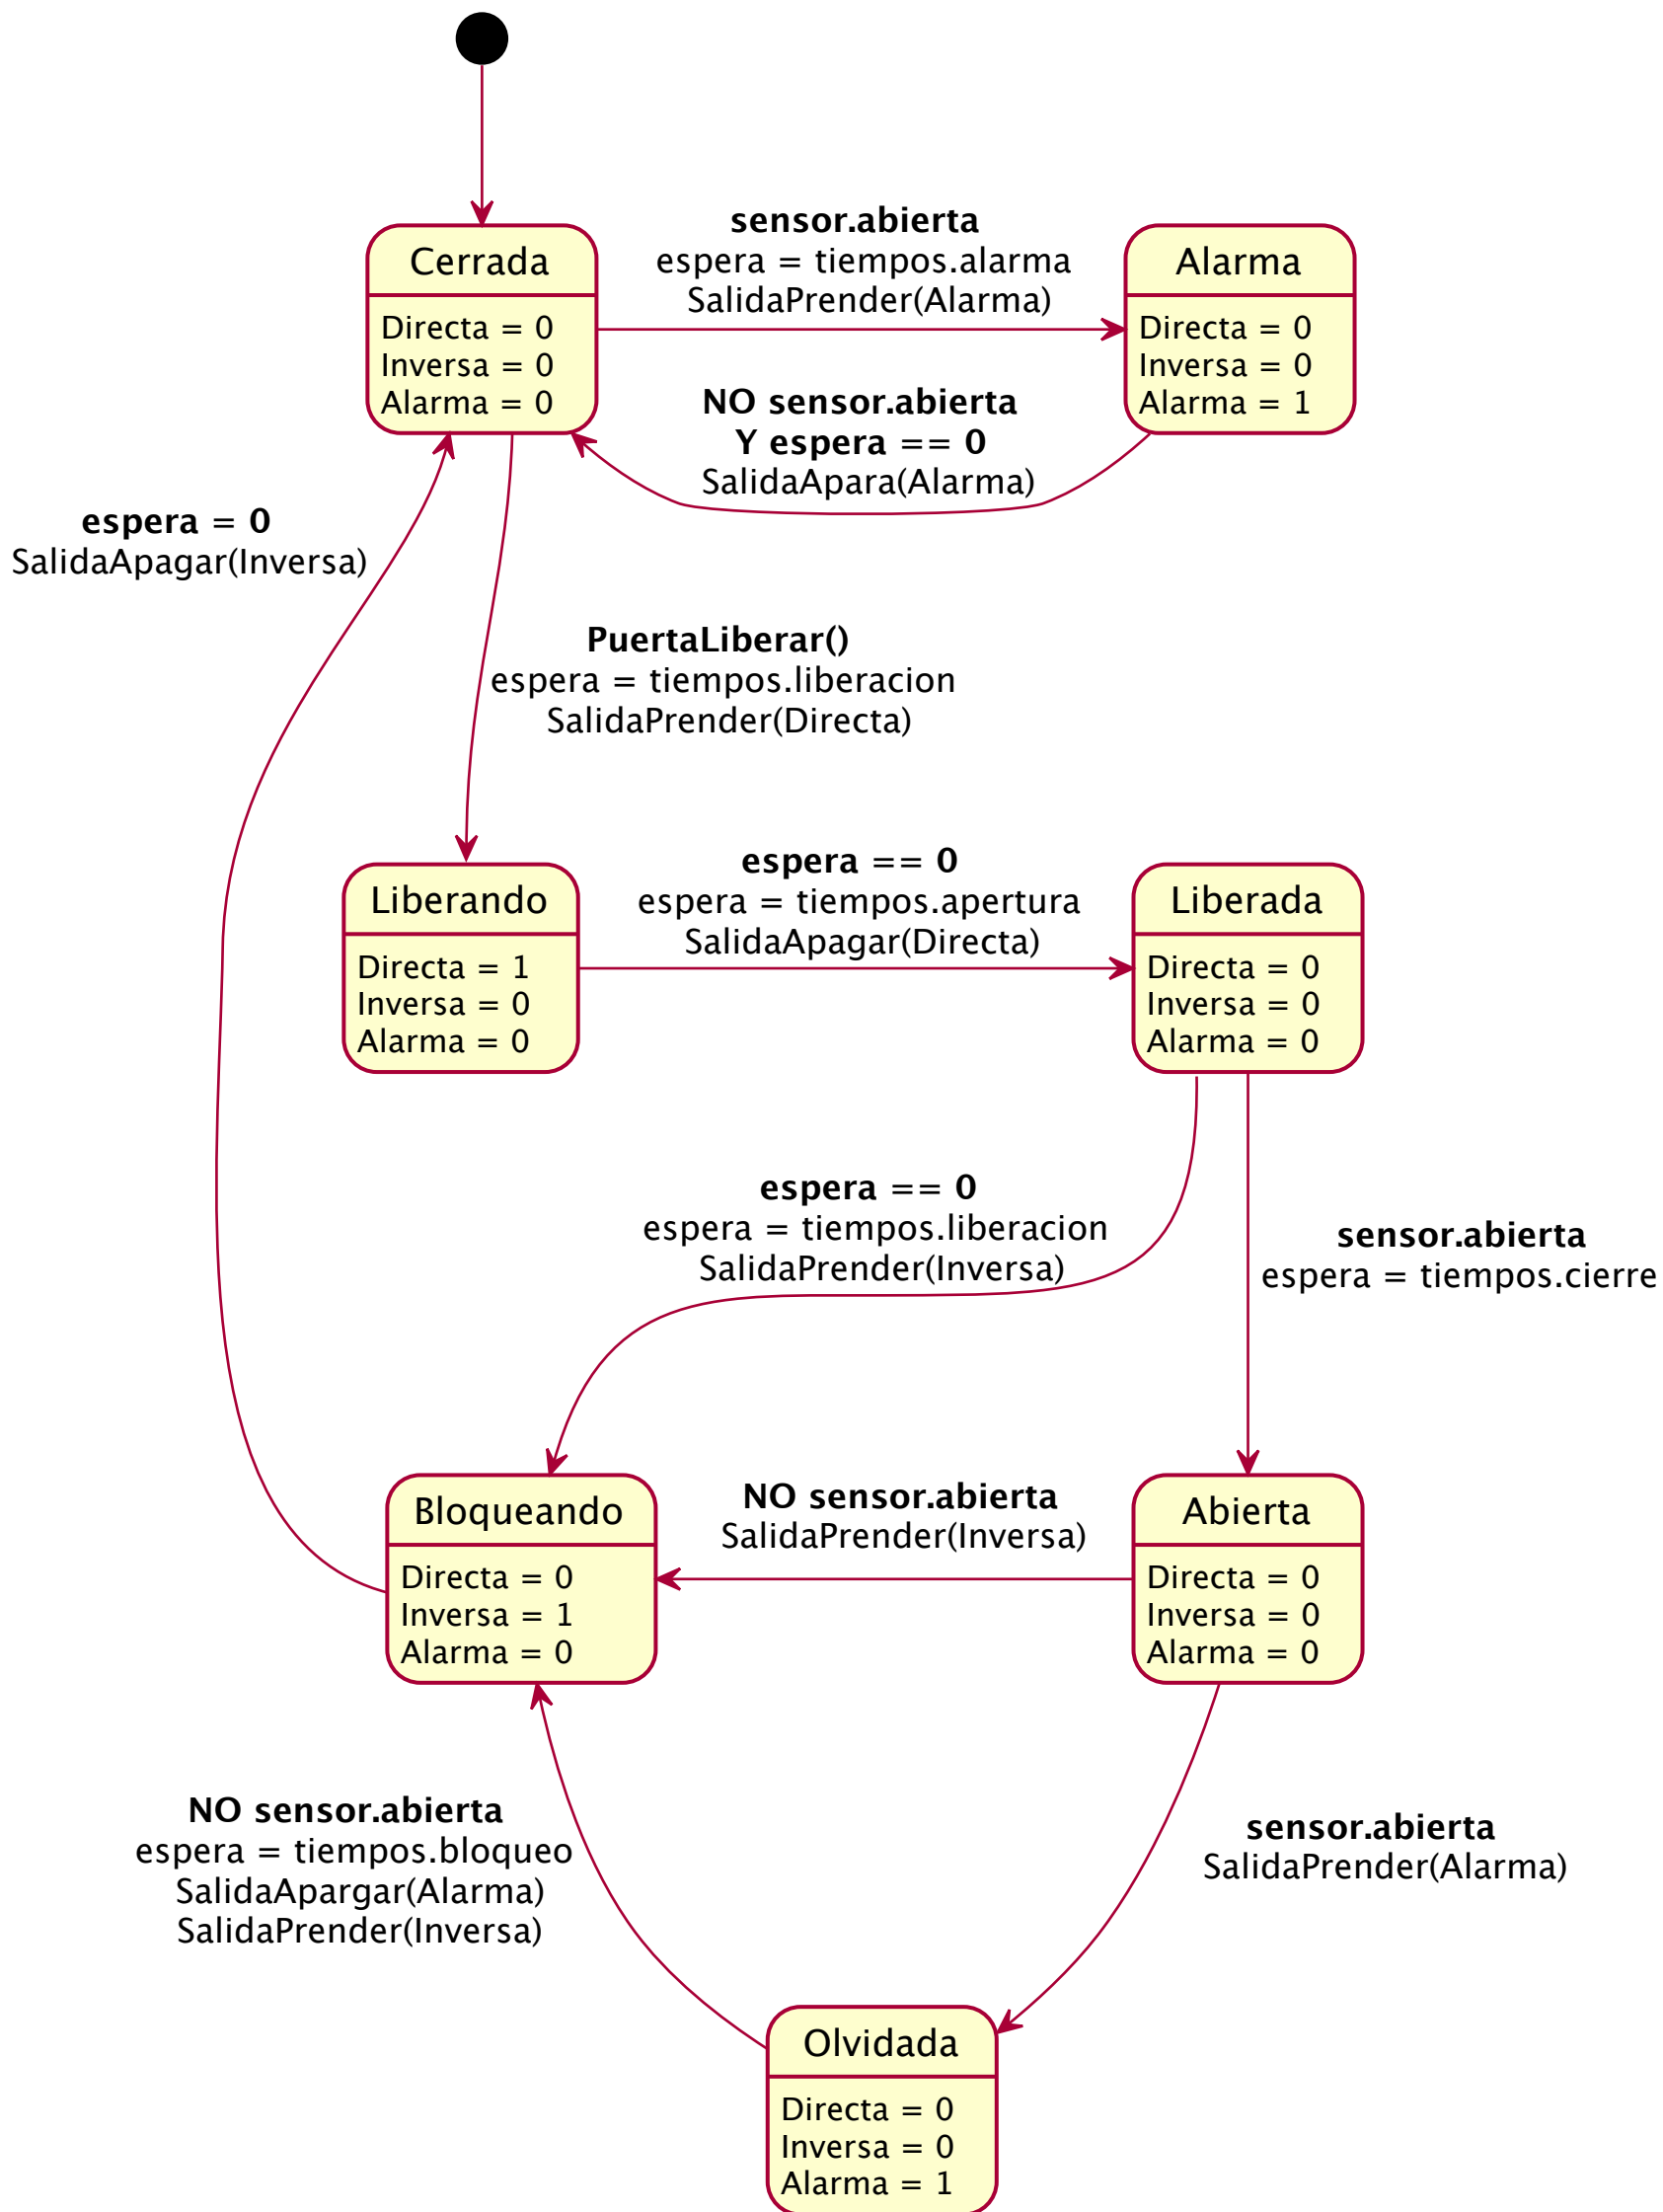 Cerrada
Directa = 0
Inversa = 0
Alarma = 0
sensor.abierta
espera = tiempos.alarma
SalidaPrender(Alarma)
Alarma
Directa = 0
Inversa = 0
Alarma = 1
NO sensor.abierta
Y espera == 0
SalidaApara(Alarma)
espera = 0
SalidaApagar(Inversa)
PuertaLiberar()
espera = tiempos.liberacion
SalidaPrender(Directa)
Liberando
Directa = 1
Inversa = 0
Alarma = 0
espera == 0
espera = tiempos.apertura
SalidaApagar(Directa)
Liberada
Directa = 0
Inversa = 0
Alarma = 0
espera == 0
espera = tiempos.liberacion
SalidaPrender(Inversa)
sensor.abierta
espera = tiempos.cierre
Bloqueando
Directa = 0
Inversa = 1
Alarma = 0
NO sensor.abierta
SalidaPrender(Inversa)
Abierta
Directa = 0
Inversa = 0
Alarma = 0
NO sensor.abierta
espera = tiempos.bloqueo
SalidaApargar(Alarma)
SalidaPrender(Inversa)
sensor.abierta
SalidaPrender(Alarma)
Olvidada
Directa = 0
Inversa = 0
Alarma = 1